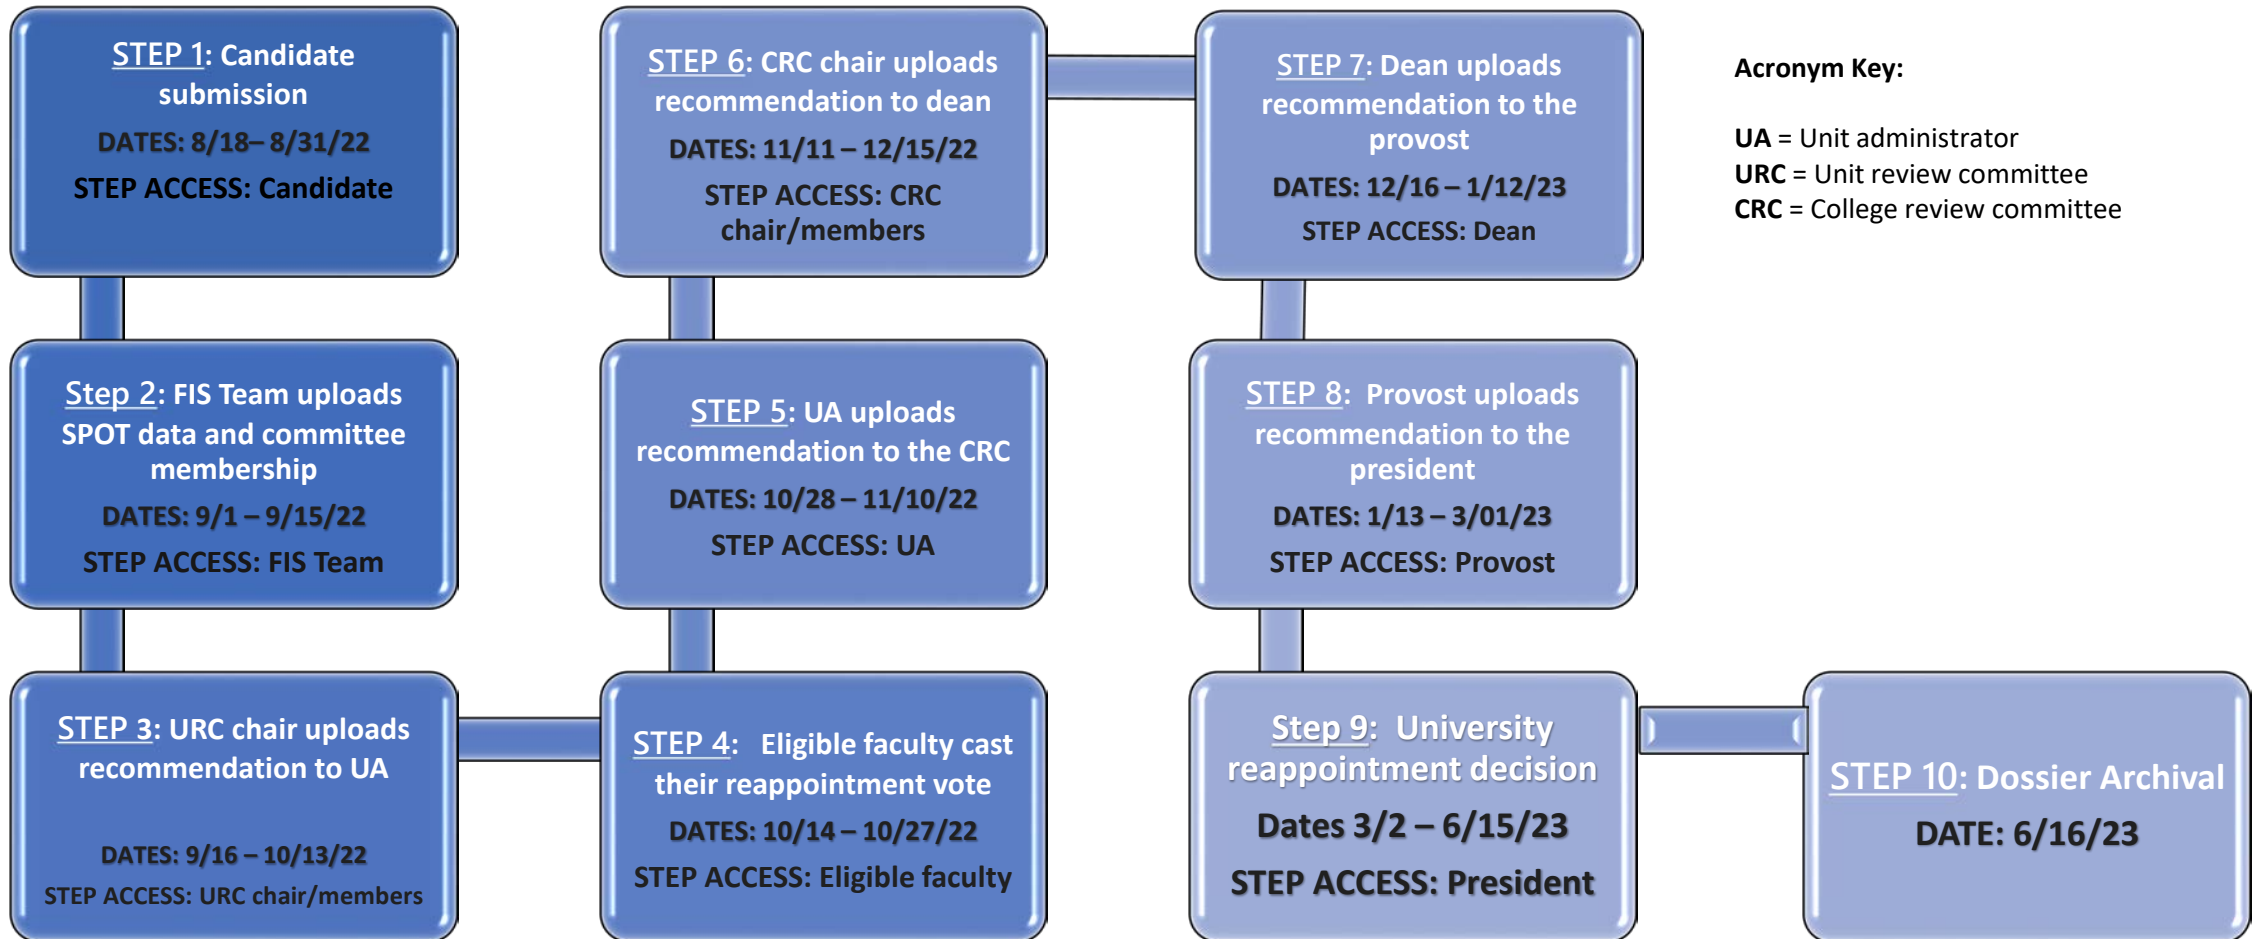 STEP 1: Candidate
submission
DATES: 8/18– 8/31/22
STEP ACCESS: Candidate
Step 2: FIS Team uploads
SPOT data and committee
membership
DATES: 9/1 – 9/15/22
STEP ACCESS: FIS Team
STEP 3: URC chair uploads
recommendation to UA
DATES: 9/16 – 10/13/22
STEP ACCESS: URC chair/members
STEP 4: Eligible faculty cast
their reappointment vote
DATES: 10/14 – 10/27/22
STEP ACCESS: Eligible faculty
STEP 5: UA uploads
recommendation to the CRC
DATES: 10/28 – 11/10/22
STEP ACCESS: UA
STEP 6: CRC chair uploads
recommendation to dean
DATES: 11/11 – 12/15/22
STEP ACCESS: CRC
chair/members
STEP 7: Dean uploads
recommendation to the
provost
DATES: 12/16 – 1/12/23
STEP ACCESS: Dean
STEP 8: Provost uploads
recommendation to the
president
DATES: 1/13 – 3/01/23
STEP ACCESS: Provost
Step 9: University
reappointment decision
Dates 3/2 – 6/15/23
STEP ACCESS: President
STEP 10: Dossier Archival
DATE: 6/16/23
Acronym Key:
UA = Unit administrator
URC = Unit review committee
CRC = College review committee